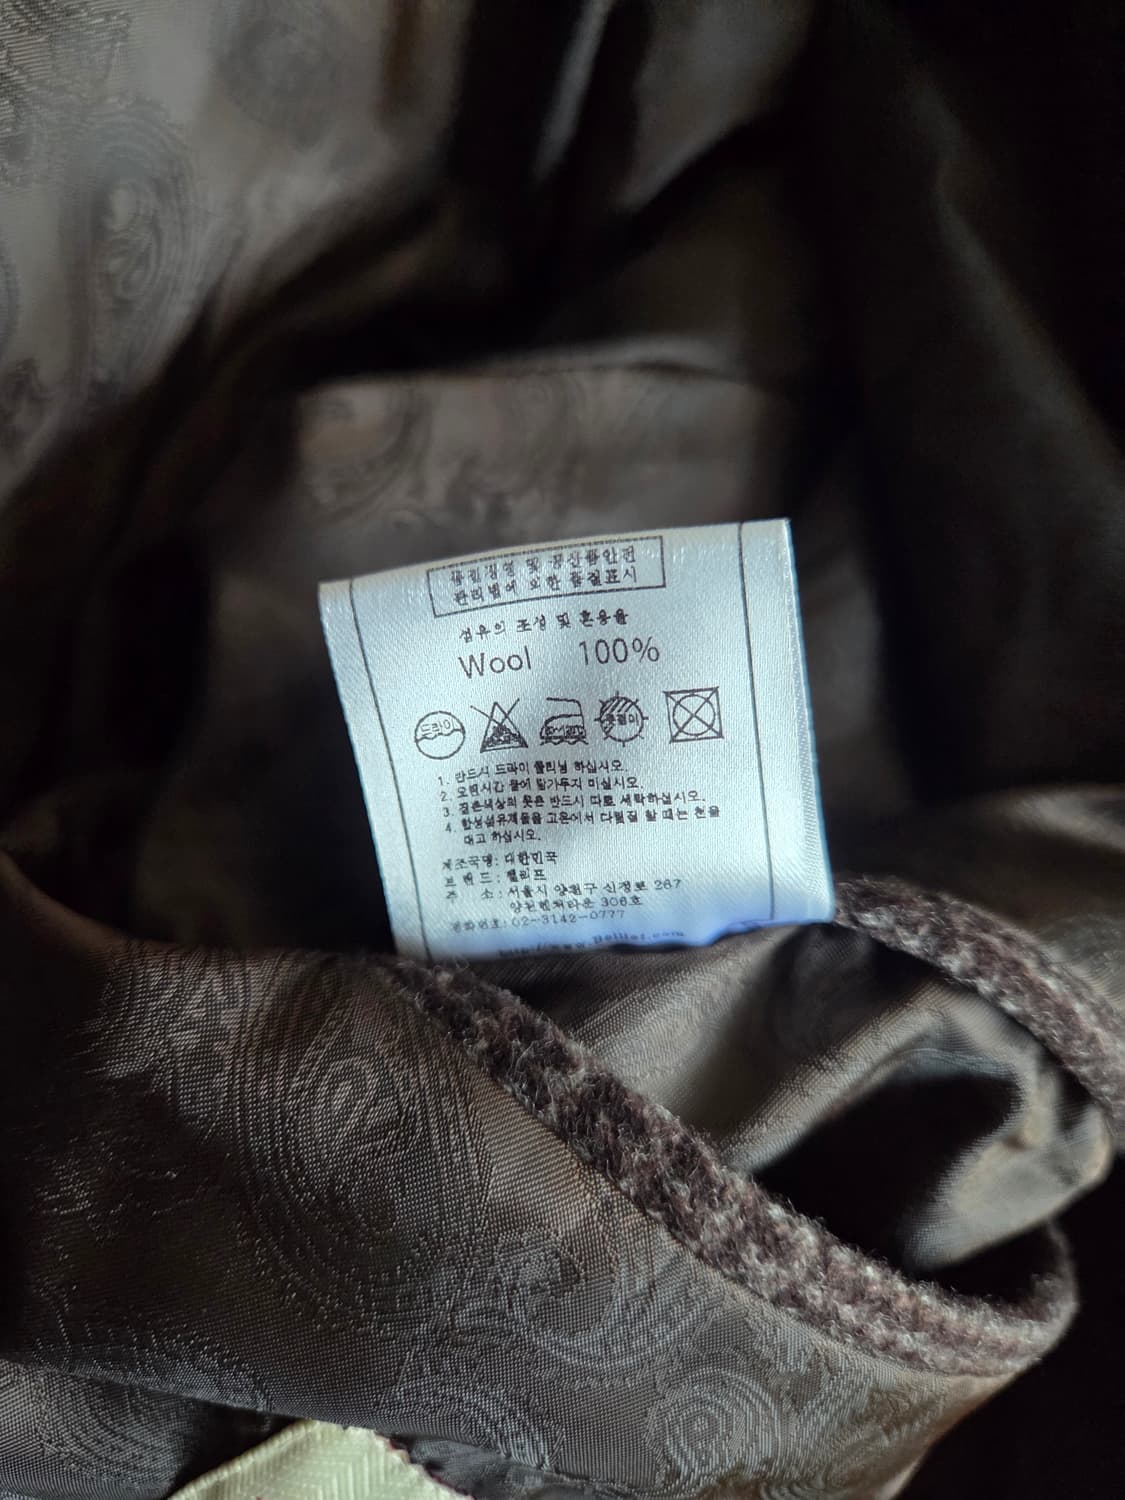 품질경영 및 공산품안전
관리법에 의한 품질표시
섬유의 조성 및 혼용율
Wool 100%
드라이
1. 반드시 드라이 클리닝 하십시오.
2. 오랜시간 물에 담가두지 마십시오.
3. 짙은색상의 옷은 반드시 따로 세탁하십시오.
4. 합성섬유제품을 고온에서 다림질 할 때는 천을
대고 하십시오.
제조국명: 대한민국
브 랜 드 :
주 소: 서울시 양천구 신정로 267
양천벤처타운 306호
전화번호: 02-3142-0777